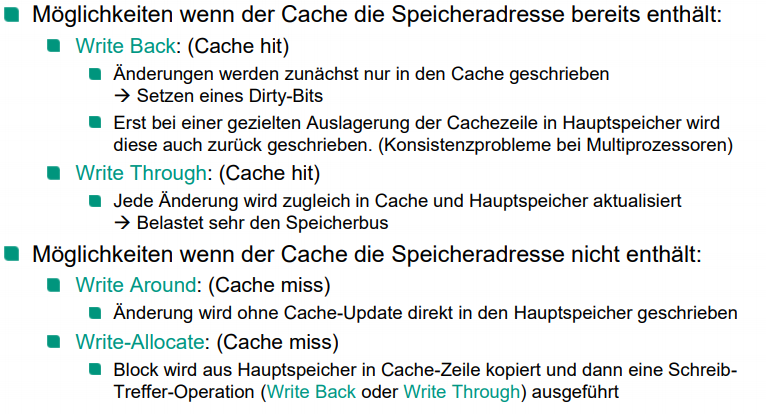 Möglichkeiten wenn der Cache die Speicheradresse bereits enthält:
Write Back: (Cache hit)
Änderungen werden zunächst nur in den Cache geschrieben
→ Setzen eines Dirty-Bits
Erst bei einer gezielten Auslagerung der Cachezeile in Hauptspeicher wird
diese auch zurück geschrieben. (Konsistenzprobleme bei Multiprozessoren)
Write Through: (Cache hit)
Jede Änderung wird zugleich in Cache und Hauptspeicher aktualisiert
→ Belastet sehr den Speicherbus
Möglichkeiten wenn der Cache die Speicheradresse nicht enthält:
Write Around: (Cache miss)
Änderung wird ohne Cache-Update direkt in den Hauptspeicher geschrieben
Write-Allocate: (Cache miss)
Block wird aus Hauptspeicher in Cache-Zeile kopiert und dann eine Schreib-
Treffer-Operation (Write Back oder Write Through) ausgeführt